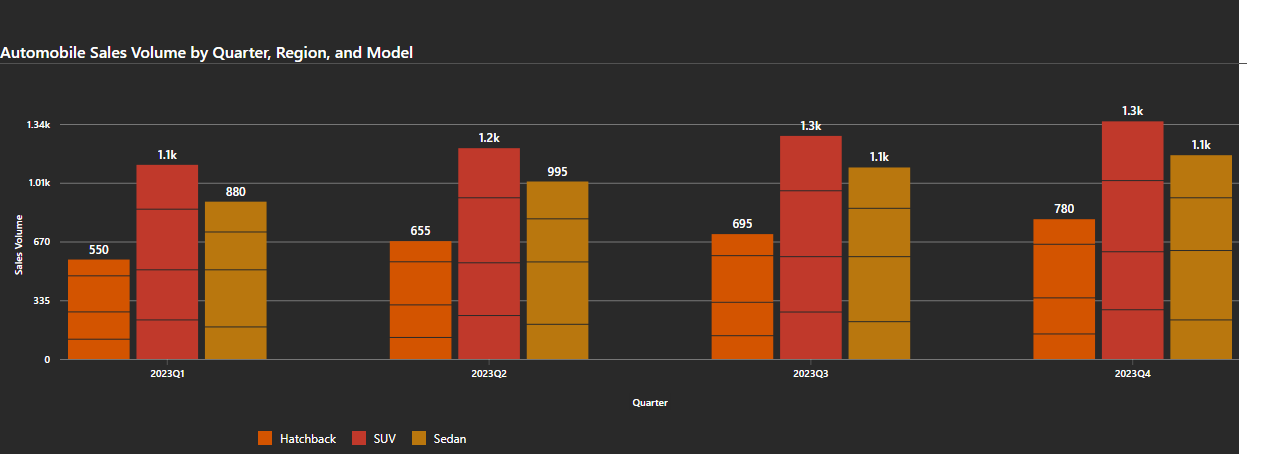 Automobile Sales Volume by Quarter, Region, and Model
1.34k
1.01k
670
335
0
Sales Volume
550
1.1k
880
655
1.2k
995
695
1.3k
1.1k
780
1.3k
1.1k
2023Q1
2023Q2
2023Q3
2023Q4
Quarter
Hatchback
SUV
Sedan